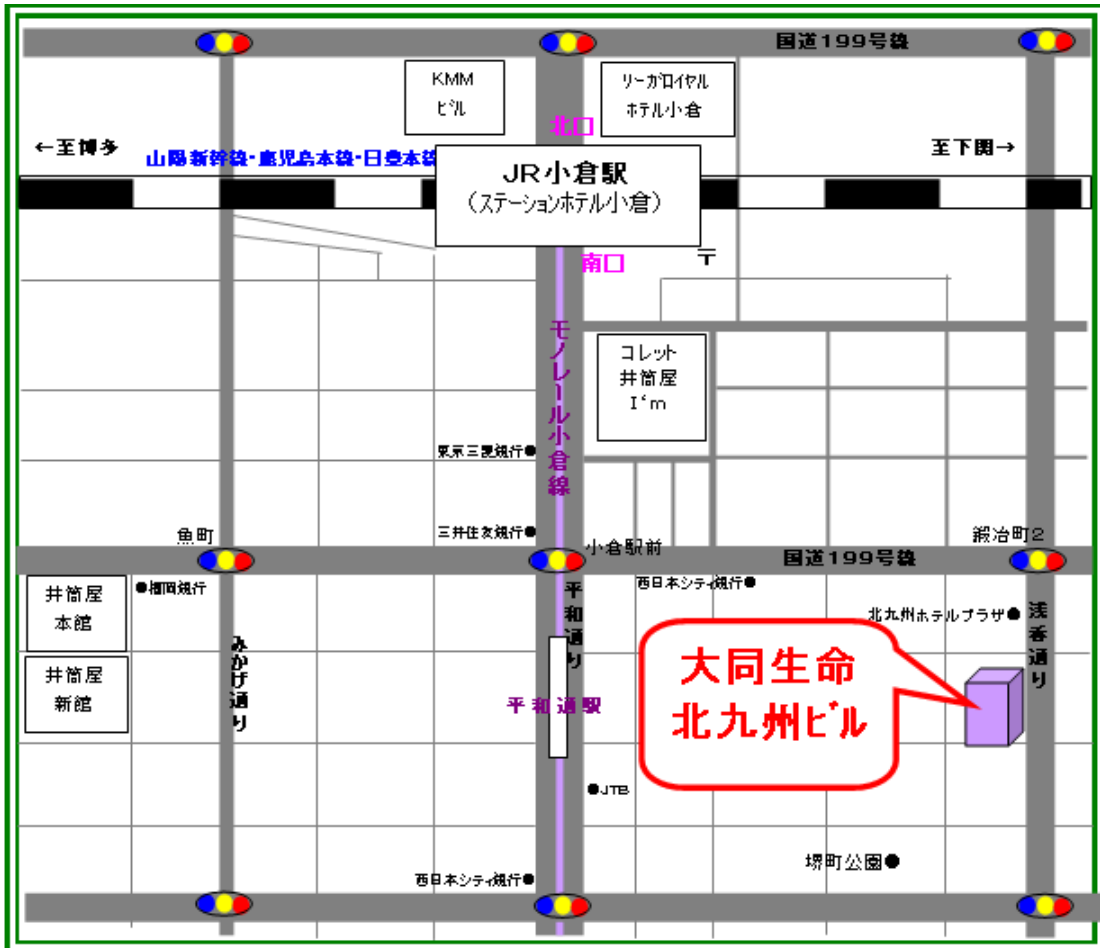 国道199号線
KMM
ビル
リーガロイヤル
ホテル小倉
北口
←至博多
至下関→
山陽新幹線・鹿児島本線・日豊本線
JR小倉駅
（ステーションホテル小倉）
南口
〒
モノレール小倉線
コレット
井筒屋
I'm
東京三菱銀行●
三井住友銀行●
魚町
小倉駅前
鍛冶町2
国道199号線
井筒屋
本館
●福岡銀行
西日本シティ銀行●
北九州ホテルプラザ●
平和通り
浅香通り
みかげ通り
井筒屋
新館
大同生命
北九州ビル
平和通駅
●JTB
堺町公園●
西日本シティ銀行●